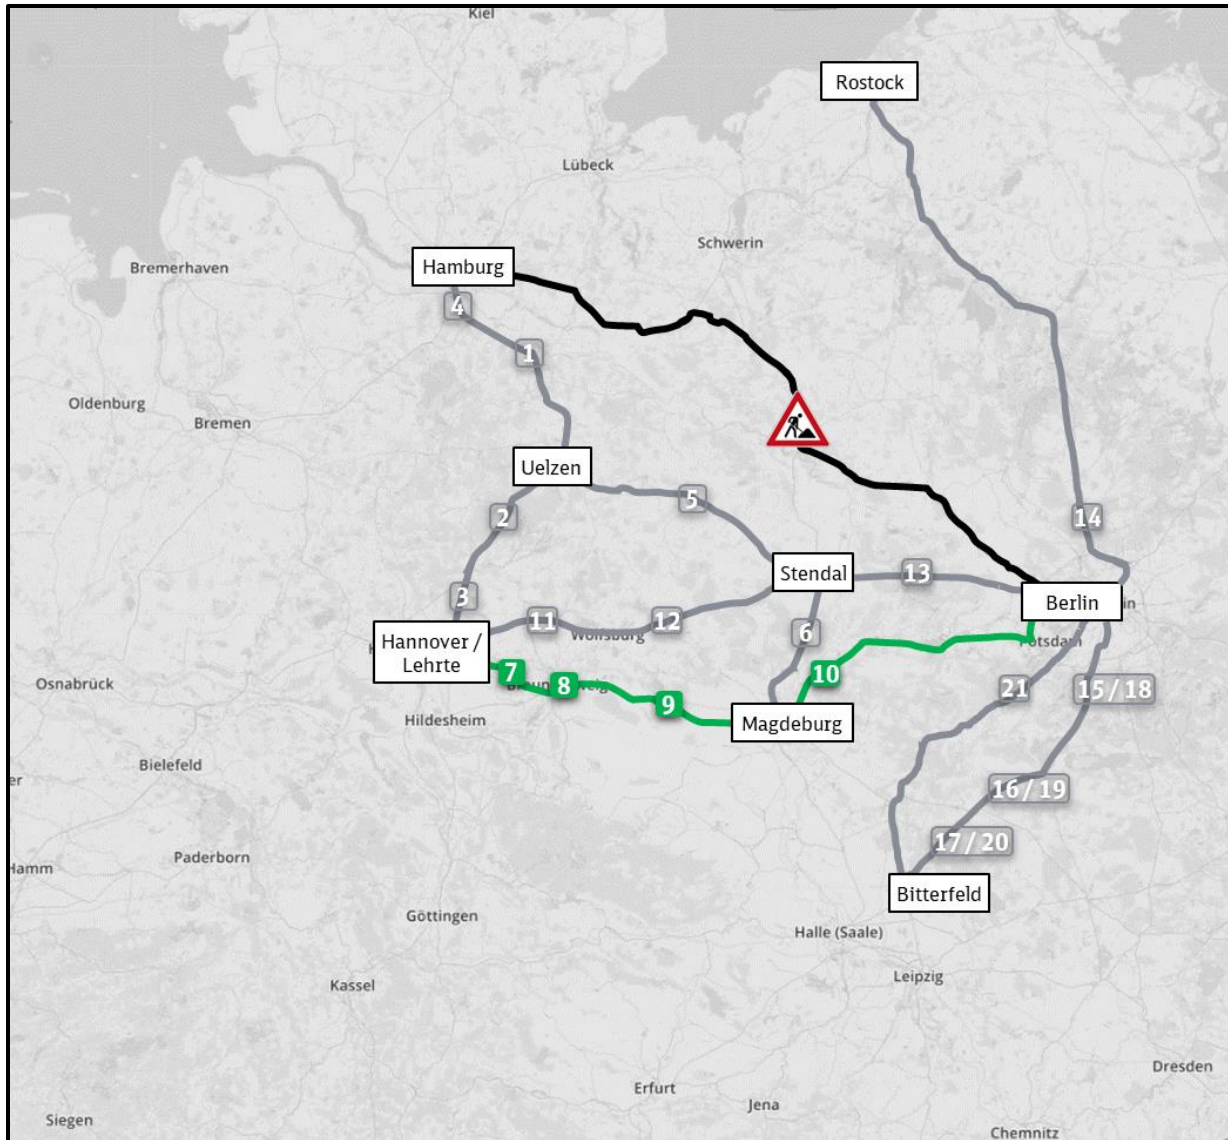 Kiel
Rostock
Lübeck
Schwerin
Hamburg
Bremerhaven
4
1
Oldenburg
Bremen
Uelzen
5
2
14
Stendal
13
3
Berlin
11
12
6
Hannover /
Lehrte
Wolfsburg
Potsdam
7
8
9
10
21
15 / 18
Osnabrück
Hildesheim
Magdeburg
Bielefeld
16 / 19
17 / 20
Paderborn
Hamm
Bitterfeld
Göttingen
Halle (Saale)
Leipzig
Kassel
Dresden
Erfurt
Jena
Siegen
Chemnitz